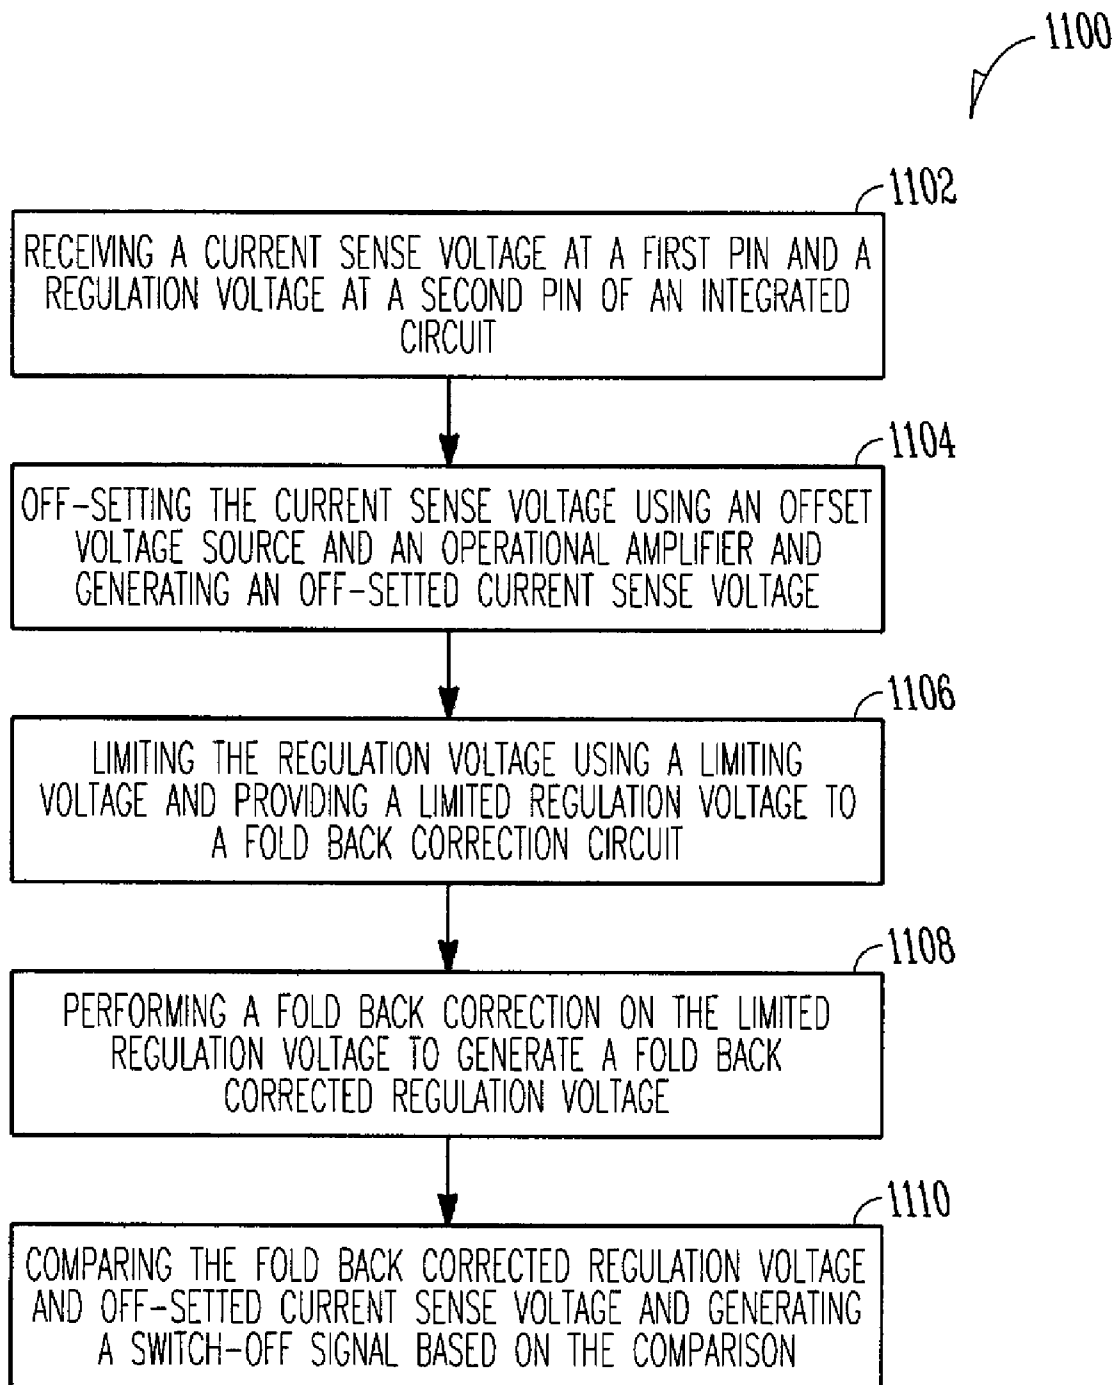 1100
1102
RECEIVING A CURRENT SENSE VOLTAGE AT A FIRST PIN AND A
REGULATION VOLTAGE AT A SECOND PIN OF AN INTEGRATED
CIRCUIT
1104
OFF-SETTING THE CURRENT SENSE VOLTAGE USING AN OFFSET
VOLTAGE SOURCE AND AN OPERATIONAL AMPLIFIER AND
GENERATING AN OFF-SETTED CURRENT SENSE VOLTAGE
1106
LIMITING THE REGULATION VOLTAGE USING A LIMITING
VOLTAGE AND PROVIDING A LIMITED REGULATION VOLTAGE TO
A FOLD BACK CORRECTION CIRCUIT
1108
PERFORMING A FOLD BACK CORRECTION ON THE LIMITED
REGULATION VOLTAGE TO GENERATE A FOLD BACK
CORRECTED REGULATION VOLTAGE
1110
COMPARING THE FOLD BACK CORRECTED REGULATION VOLTAGE
AND OFF-SETTED CURRENT SENSE VOLTAGE AND GENERATING
A SWITCH-OFF SIGNAL BASED ON THE COMPARISON